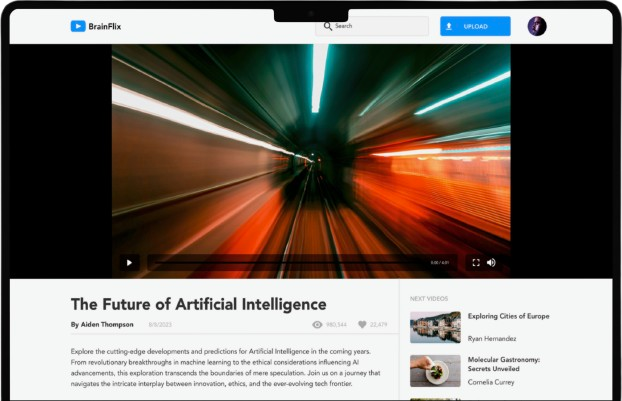 BrainFlix
Search
UPLOAD
0:00 / 4:01
The Future of Artificial Intelligence
By Aiden Thompson 8/8/2023
980,544 22,479
Explore the cutting-edge developments and predictions for Artificial Intelligence in the coming years.
From revolutionary breakthroughs in machine learning to the ethical considerations influencing AI
advancements, this exploration transcends the boundaries of mere speculation. Join us on a journey that
navigates the intricate interplay between innovation, ethics, and the ever-evolving tech frontier.
NEXT VIDEOS
Exploring Cities of Europe
Ryan Hernandez
Molecular Gastronomy:
Secrets Unveiled
Cornelia Currey